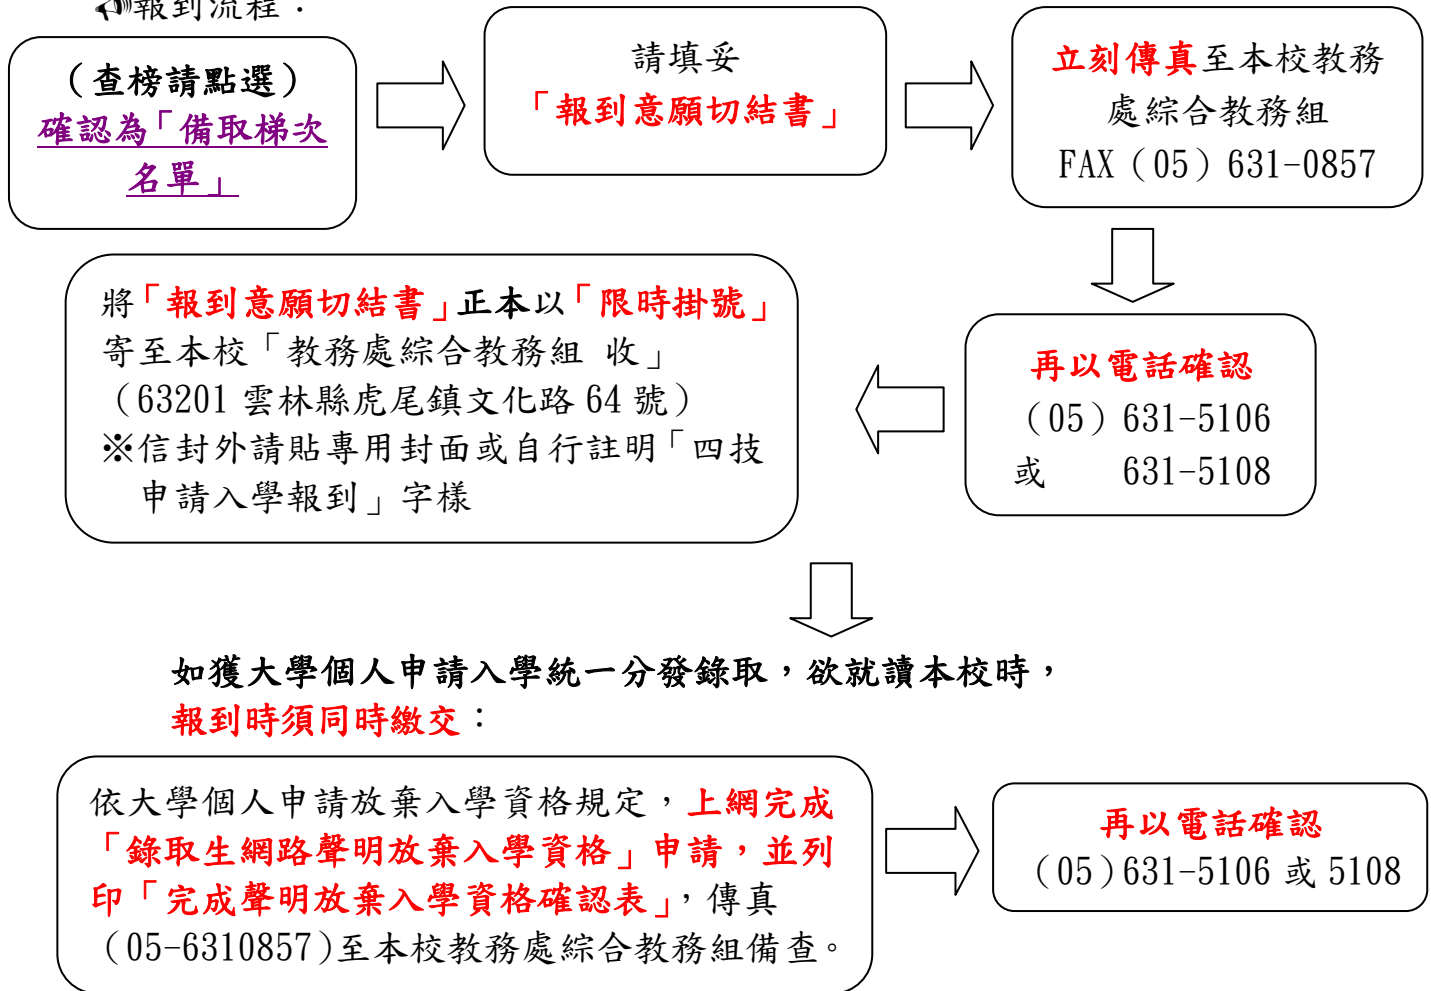 報到流程：
（查榜請點選）
確認為「備取梯次
名單」
請填妥
「報到意願切結書」
立刻傳真至本校教務
處綜合教務組
FAX（05）631-0857
再以電話確認
（05）631-5106
或　　631-5108
將「報到意願切結書」正本以「限時掛號」
寄至本校「教務處綜合教務組 收」
（63201 雲林縣虎尾鎮文化路 64 號）
※信封外請貼專用封面或自行註明「四技
申請入學報到」字樣
如獲大學個人申請入學統一分發錄取，欲就讀本校時，
報到時須同時繳交：
依大學個人申請放棄入學資格規定，上網完成
「錄取生網路聲明放棄入學資格」申請，並列
印「完成聲明放棄入學資格確認表」，傳真
（05-6310857）至本校教務處綜合教務組備查。
再以電話確認
（05）631-5106 或 5108